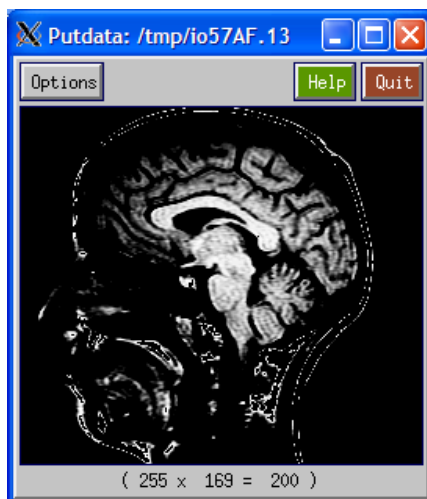 Putdata: /tmp/io57AF.13
Options Help Quit
( 255 x 169 = 200 )